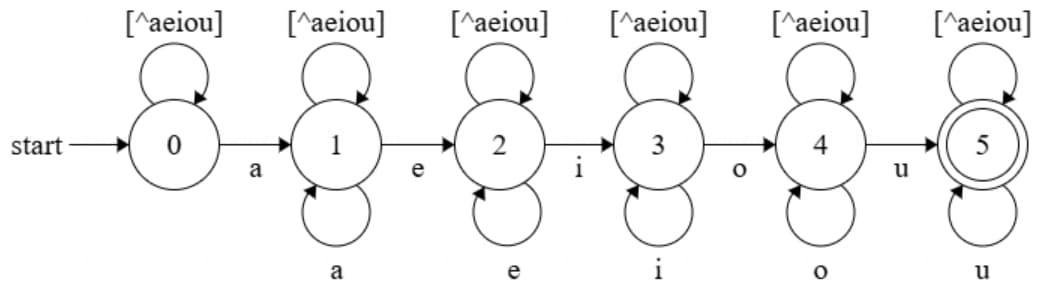 [^aeiou] [^aeiou] [^aeiou] [^aeiou] [^aeiou] [^aeiou]
start 0 1 2 3 4 5
a e i o u
a e i o u